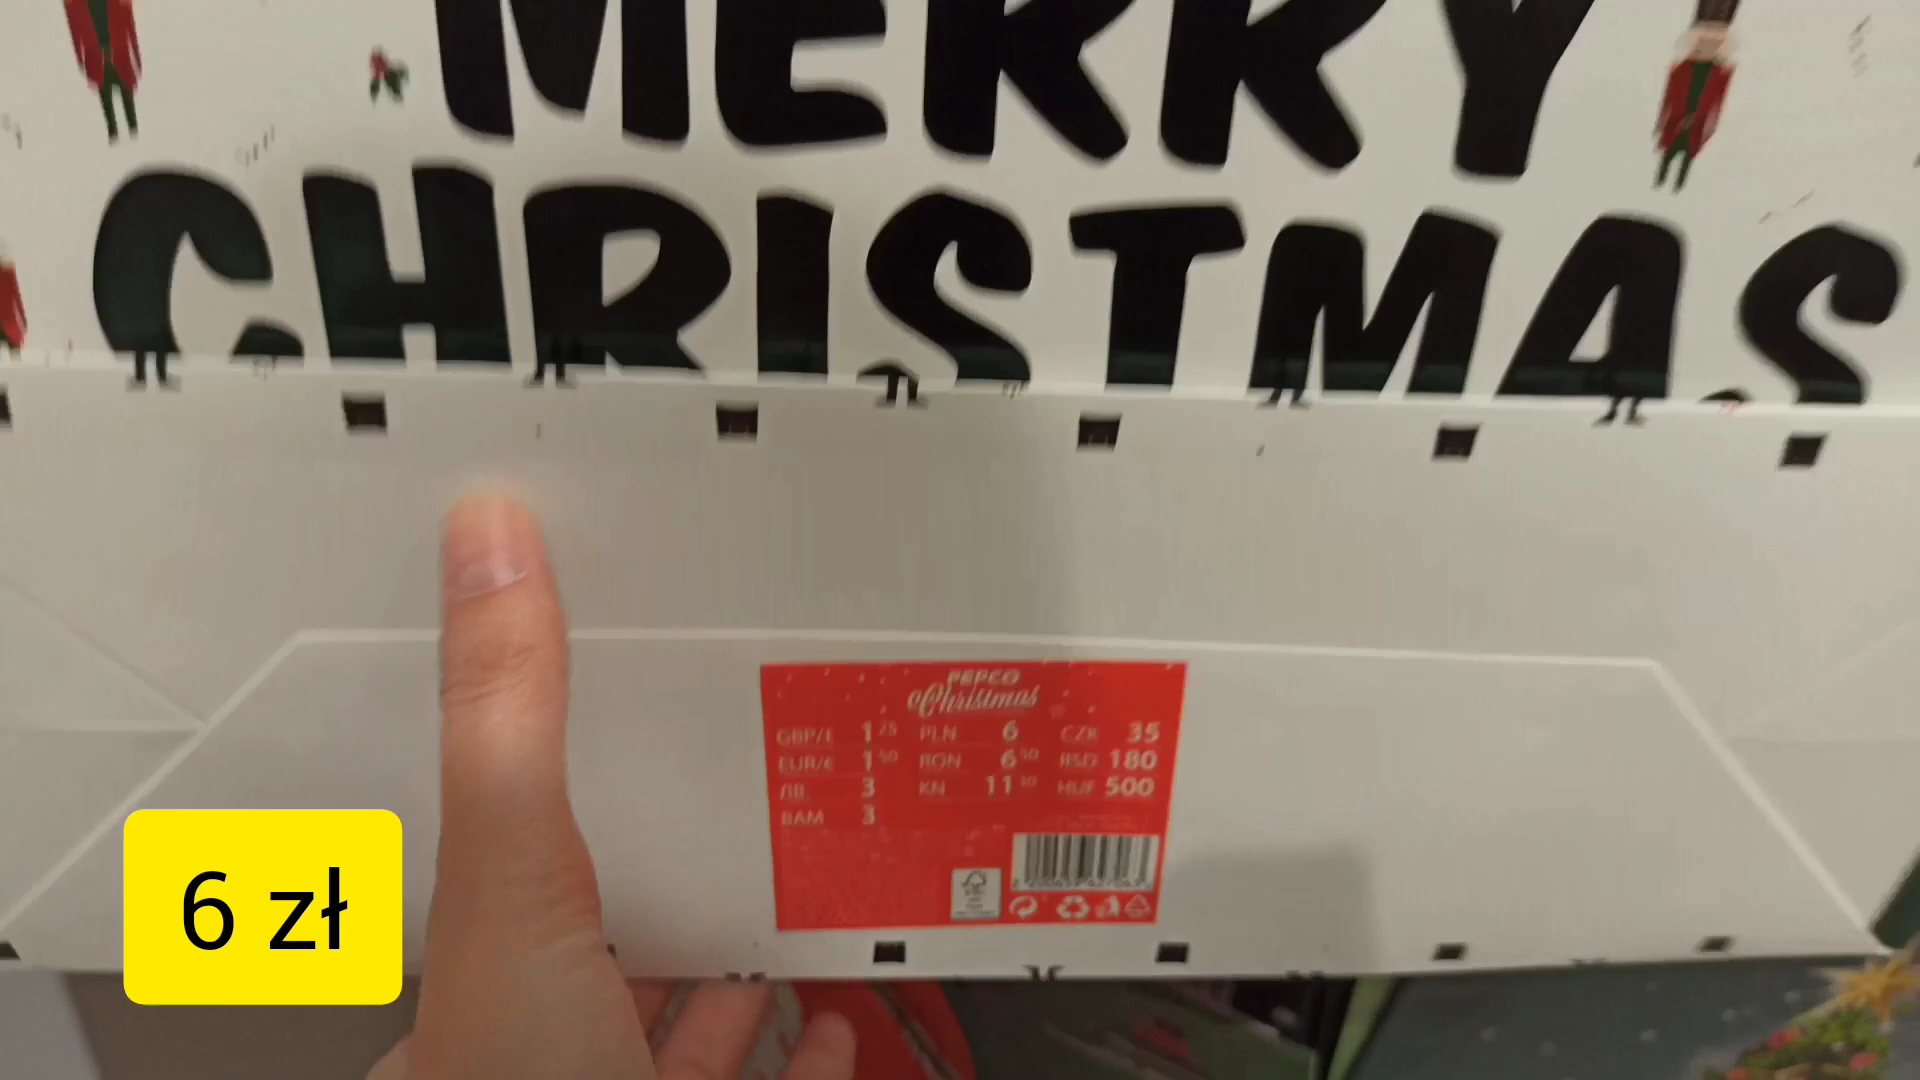 MERRY
CHRISTMAS
PEPCO
Christmas
GBP/£ 1 25 PLN 6 CZK 35
EUR/€ 1 50 RON 6 50 RSD 180
ЛВ. 3 KN 11 30 HUF 500
BAM 3
6 zł